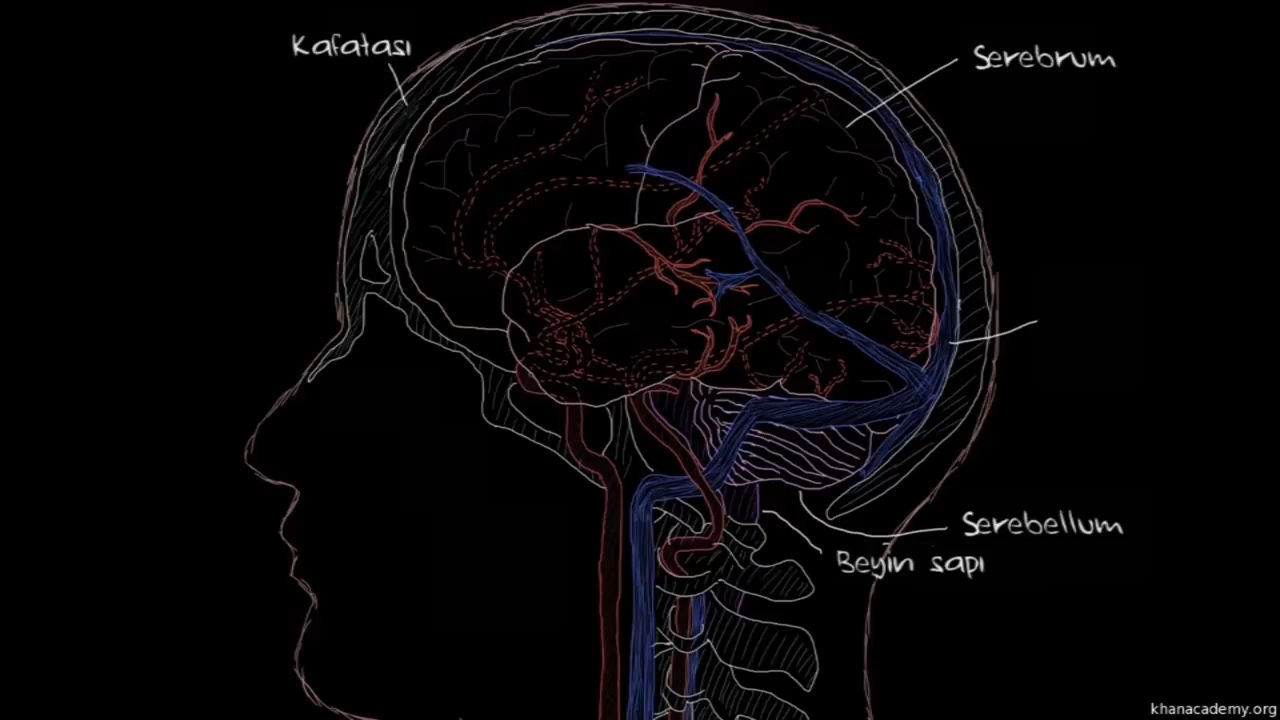 Kafatası
Serebrum
Serebellum
Beyin sapı
khanacademy.org